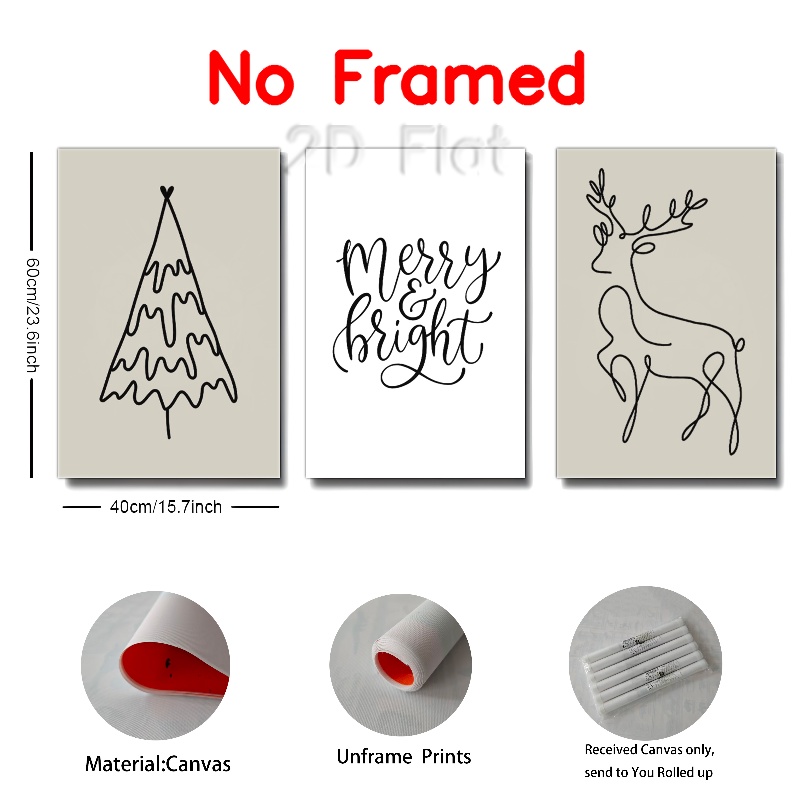 No Framed
2D Flat
60cm/23.6inch
Merry
&
bright
40cm/15.7inch
Material:Canvas
Unframe Prints
Received Canvas only,
send to You Rolled up